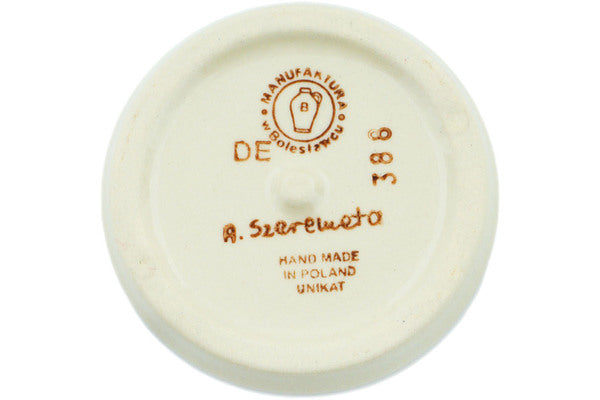 MANUFAKTURA
w Bolesławcu
B
DE
386
A. Szeremeta
HAND MADE
IN POLAND
UNIKAT